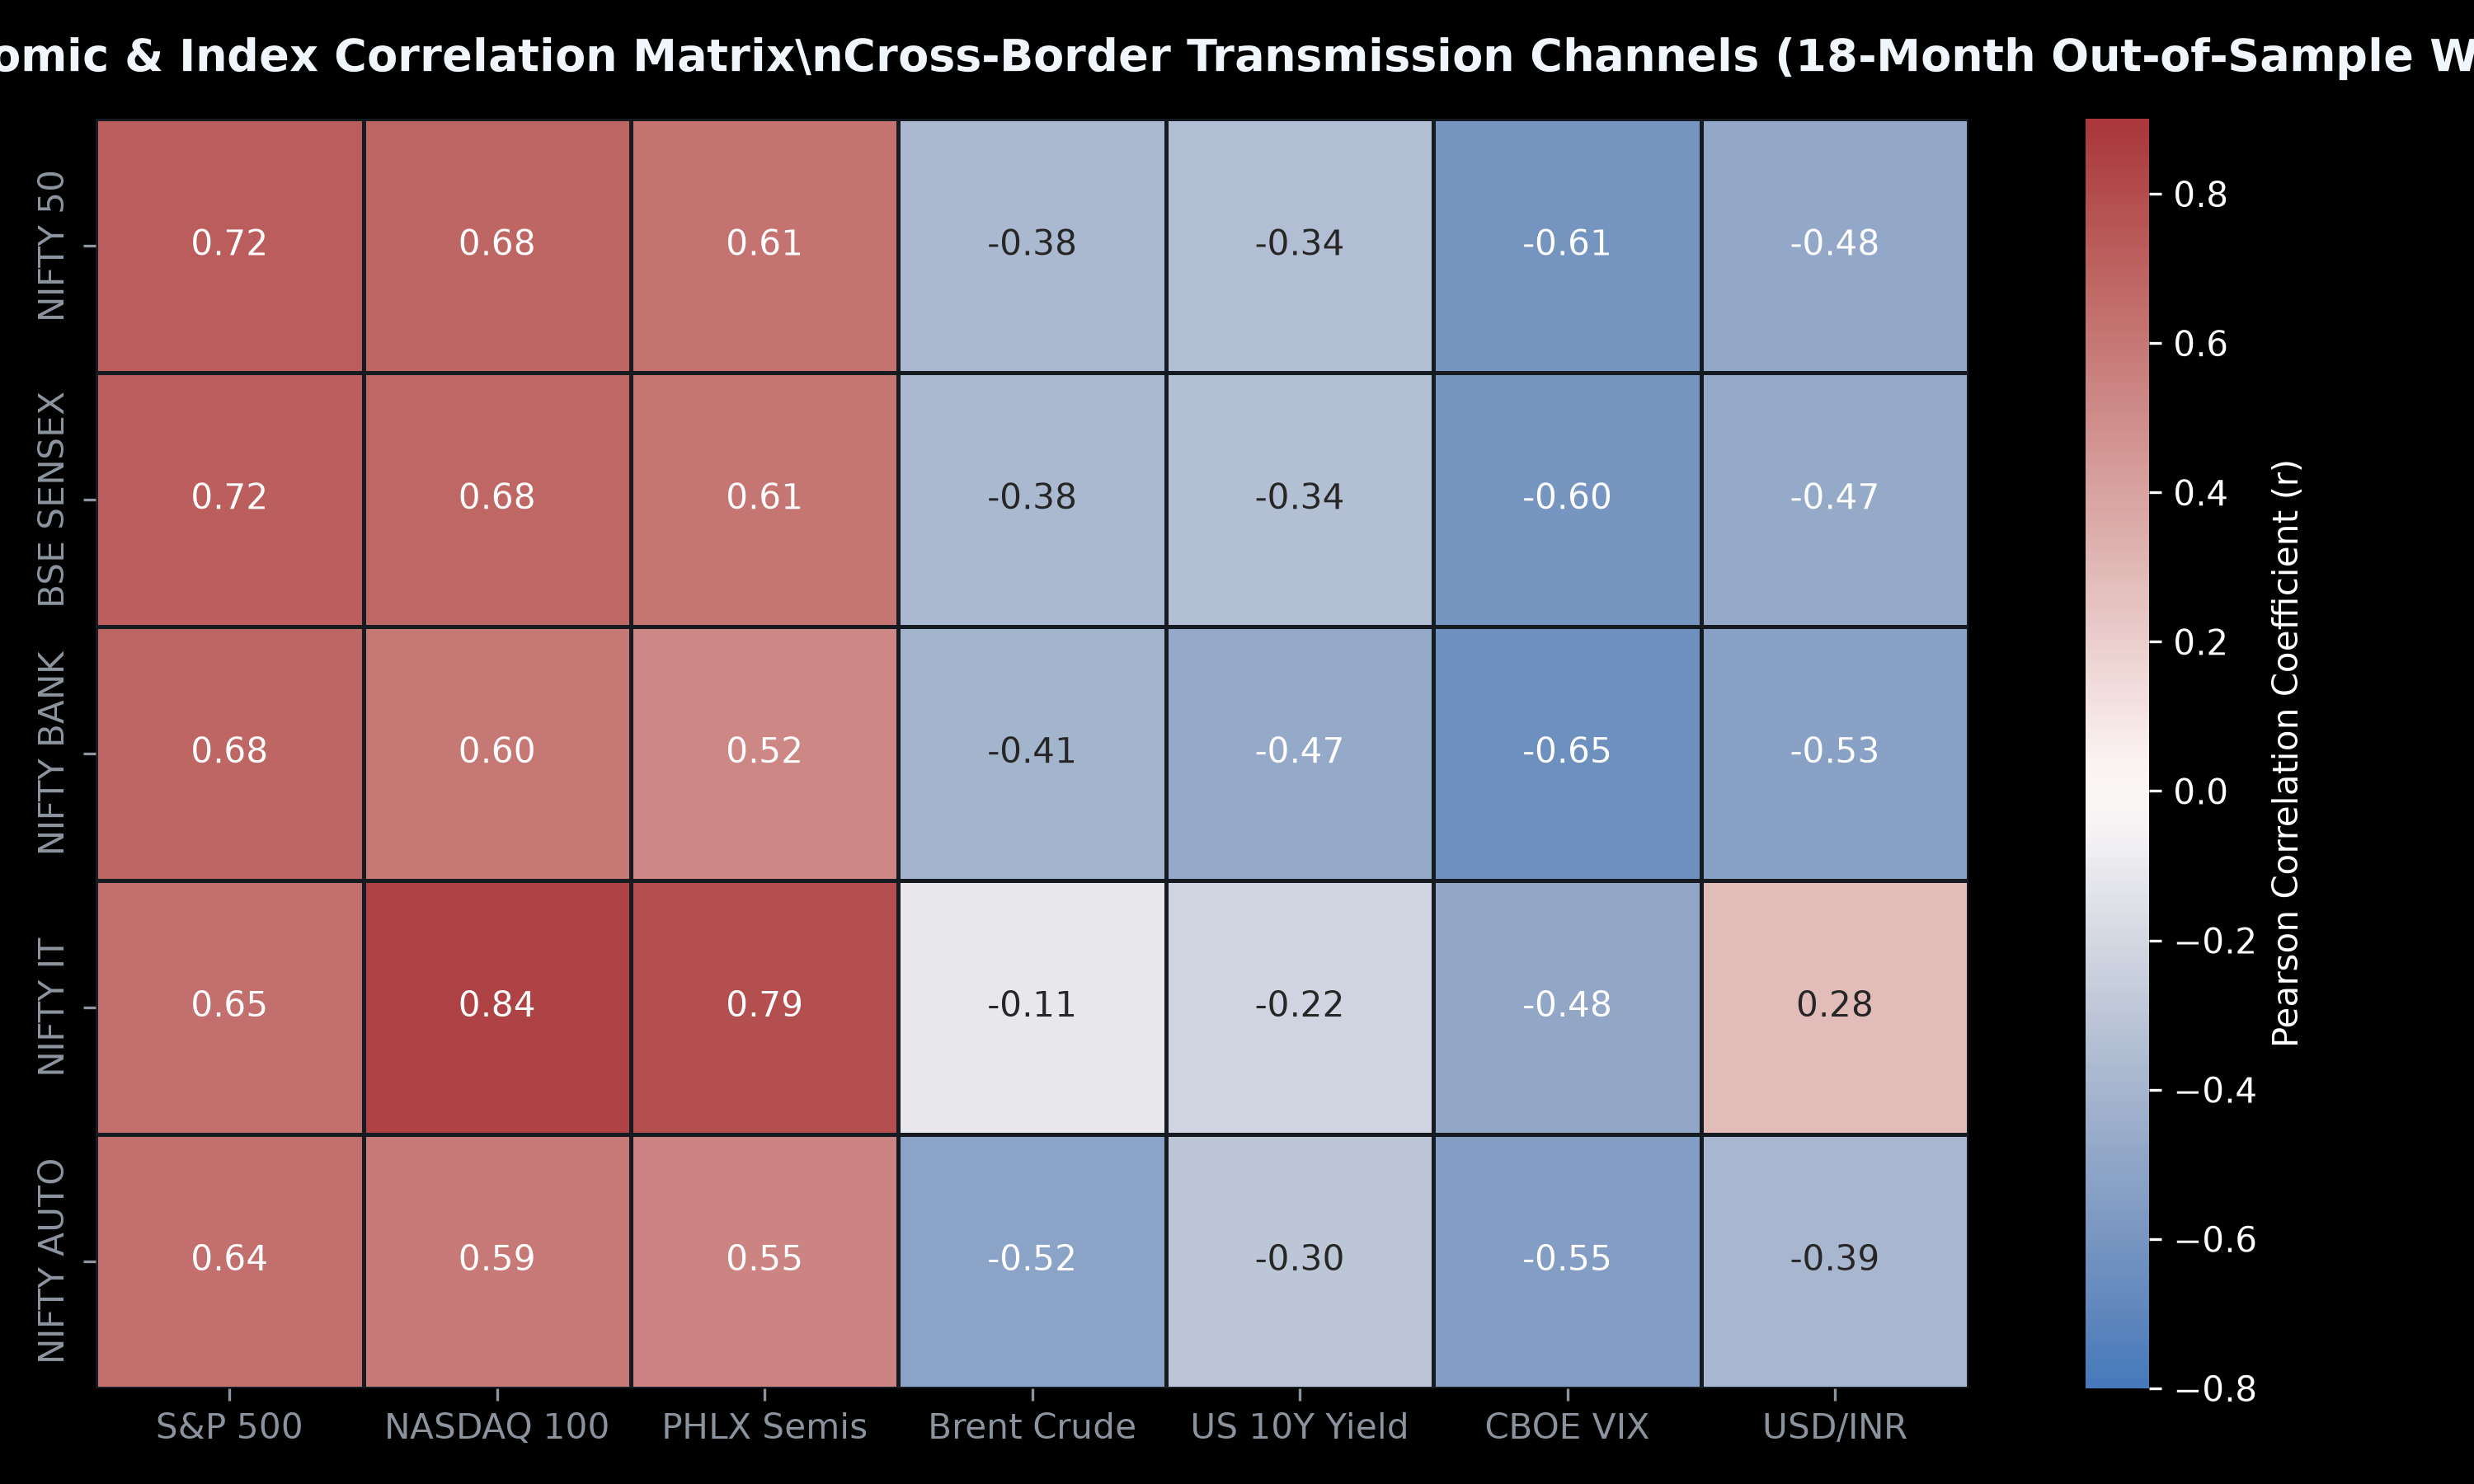 omic & Index Correlation Matrix\nCross-Border Transmission Channels (18-Month Out-of-Sample W
NIFTY 50 0.72 0.68 0.61 -0.38 -0.34 -0.61 -0.48
BSE SENSEX 0.72 0.68 0.61 -0.38 -0.34 -0.60 -0.47
NIFTY BANK 0.68 0.60 0.52 -0.41 -0.47 -0.65 -0.53
NIFTY IT 0.65 0.84 0.79 -0.11 -0.22 -0.48 0.28
NIFTY AUTO 0.64 0.59 0.55 -0.52 -0.30 -0.55 -0.39
S&P 500 NASDAQ 100 PHLX Semis Brent Crude US 10Y Yield CBOE VIX USD/INR
0.8
0.6
0.4
0.2
0.0
−0.2
−0.4
−0.6
−0.8
Pearson Correlation Coefficient (r)